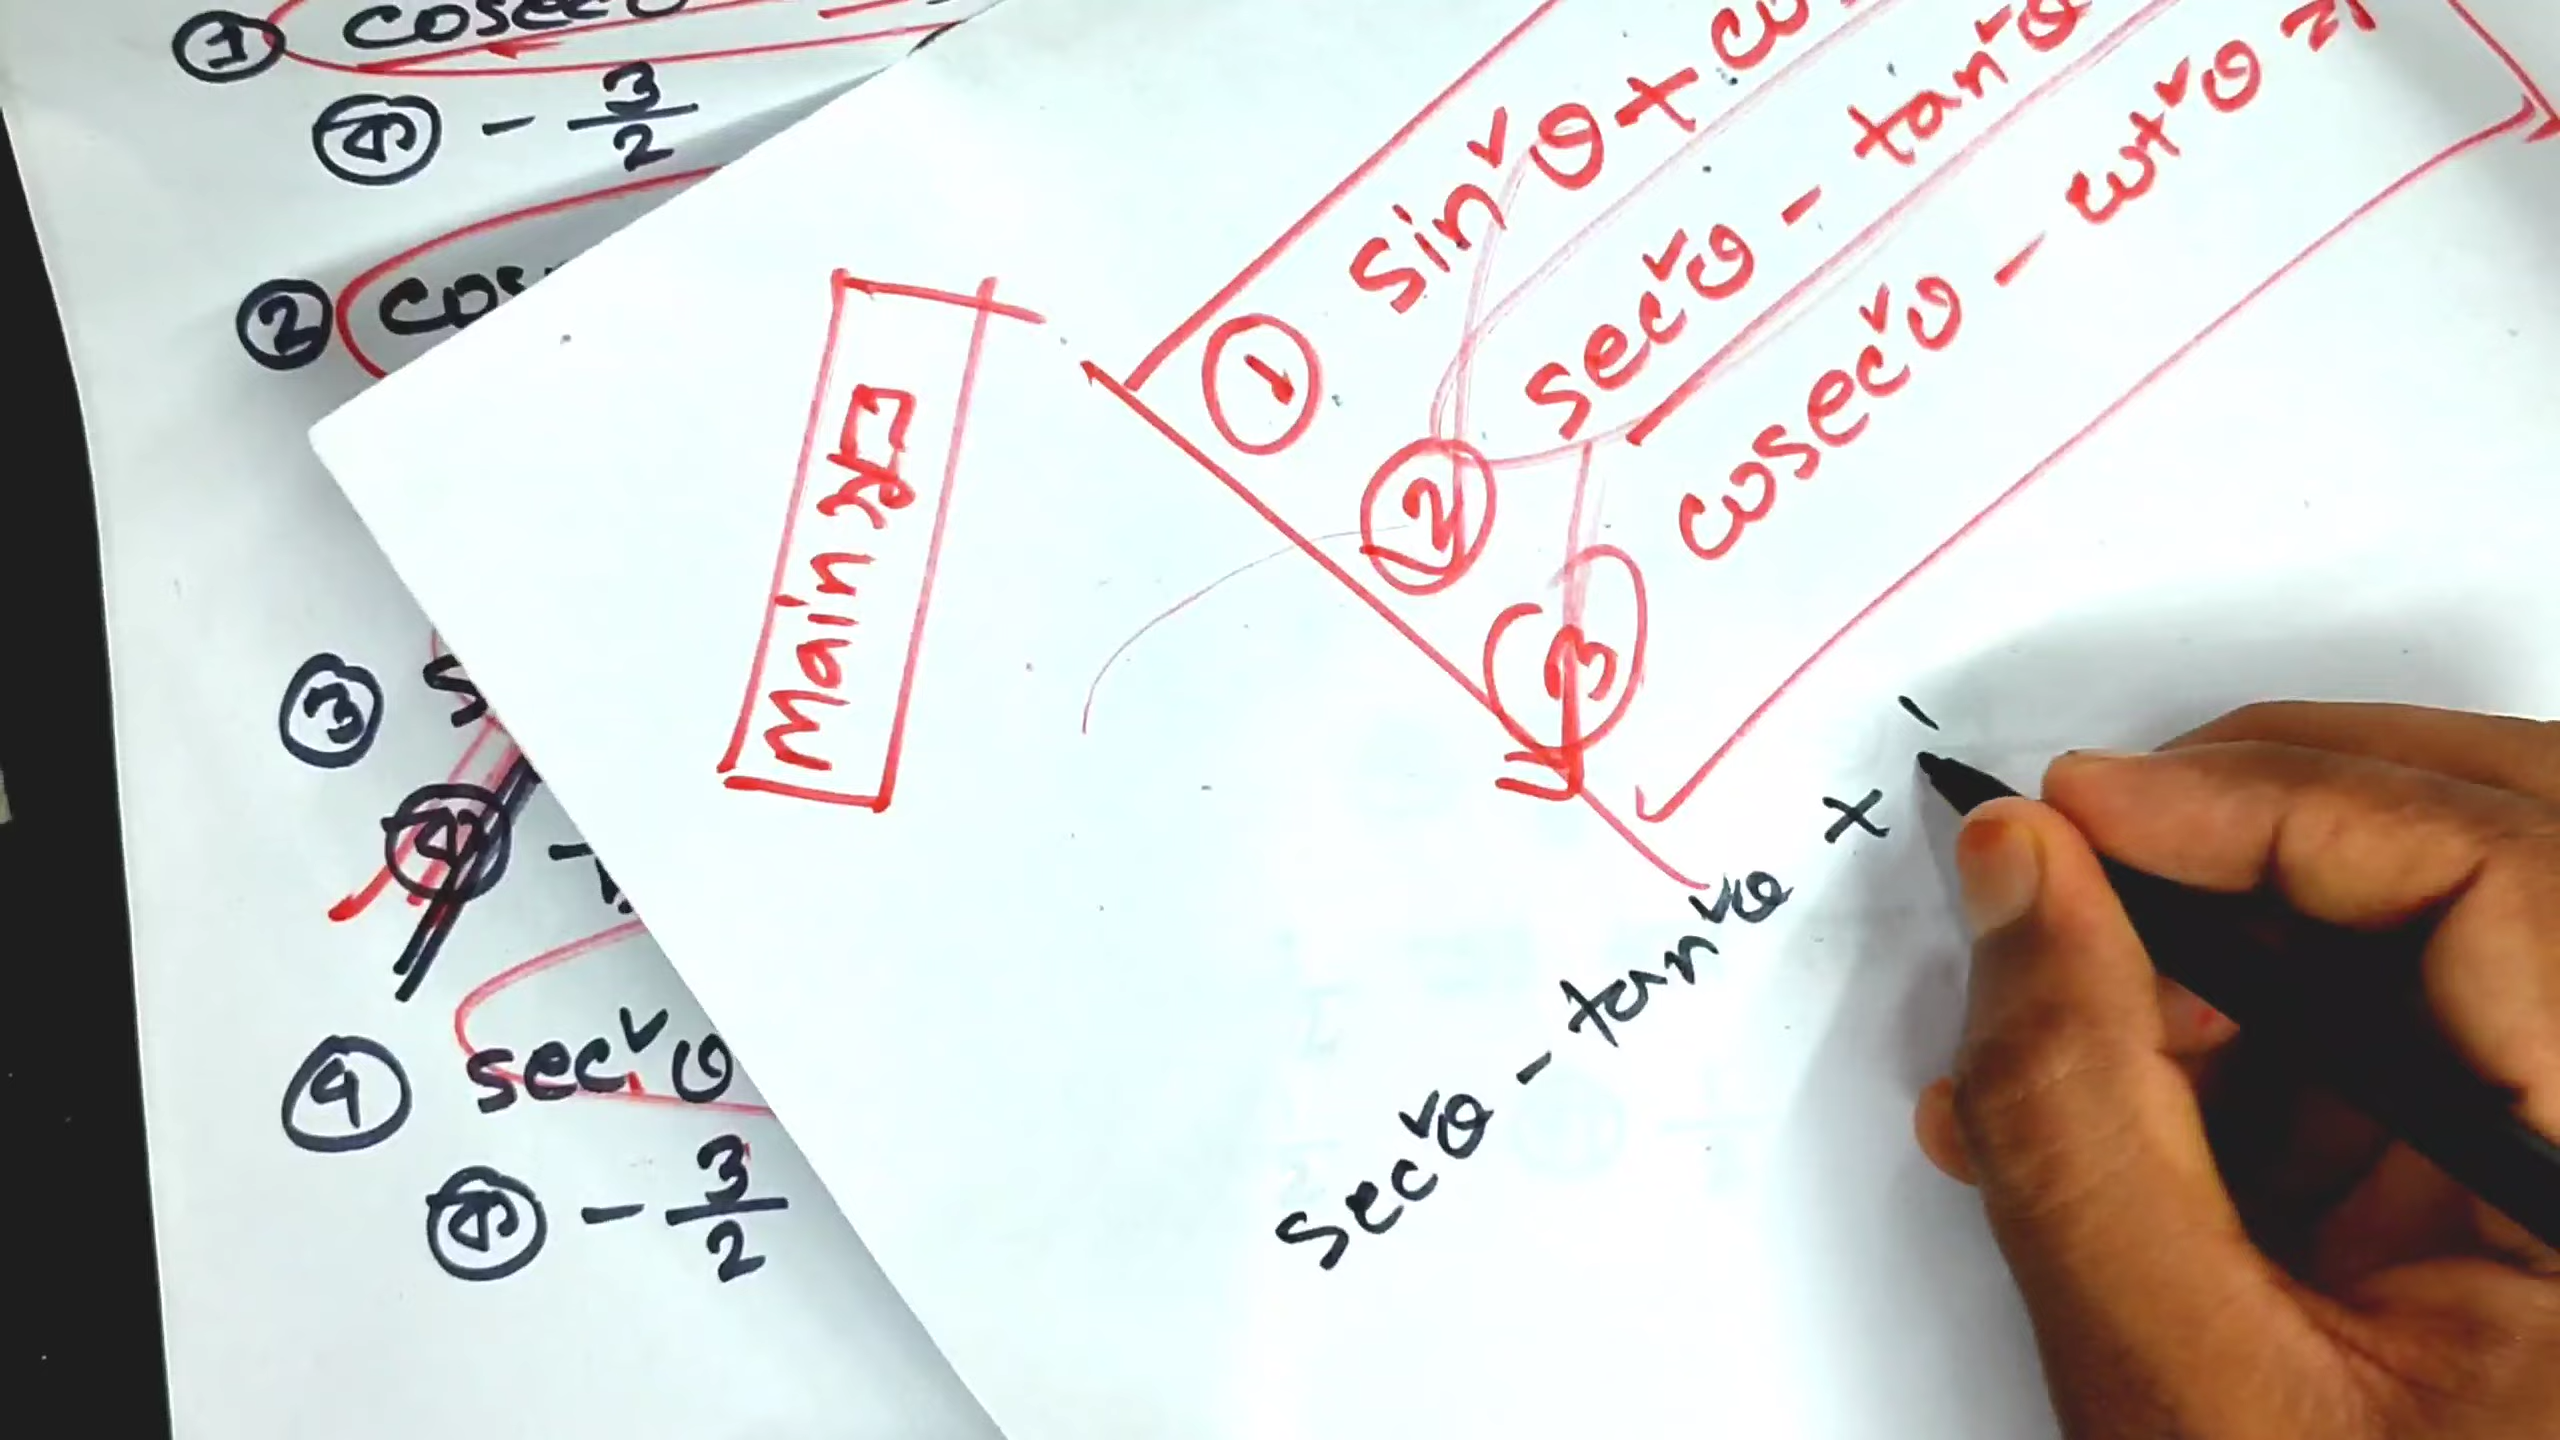 ① cosec
ⓚ - 3/2
② cos
③ s
④ sec²θ
ⓚ - 3/2
Main সূত্র
① sin²θ + co
② sec²θ - tan²θ
③ cosec²θ - cot²θ =1
sec²θ - tan²θ ×